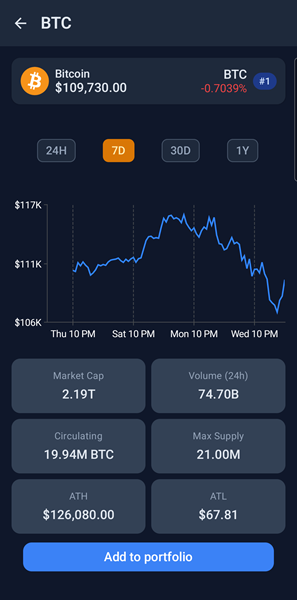 BTC
Bitcoin
$109,730.00
BTC
-0.7039%
#1
24H
7D
30D
1Y
$117K
$111K
$106K
Thu 10 PM
Sat 10 PM
Mon 10 PM
Wed 10 PM
Market Cap
2.19T
Volume (24h)
74.70B
Circulating
19.94M BTC
Max Supply
21.00M
ATH
$126,080.00
ATL
$67.81
Add to portfolio